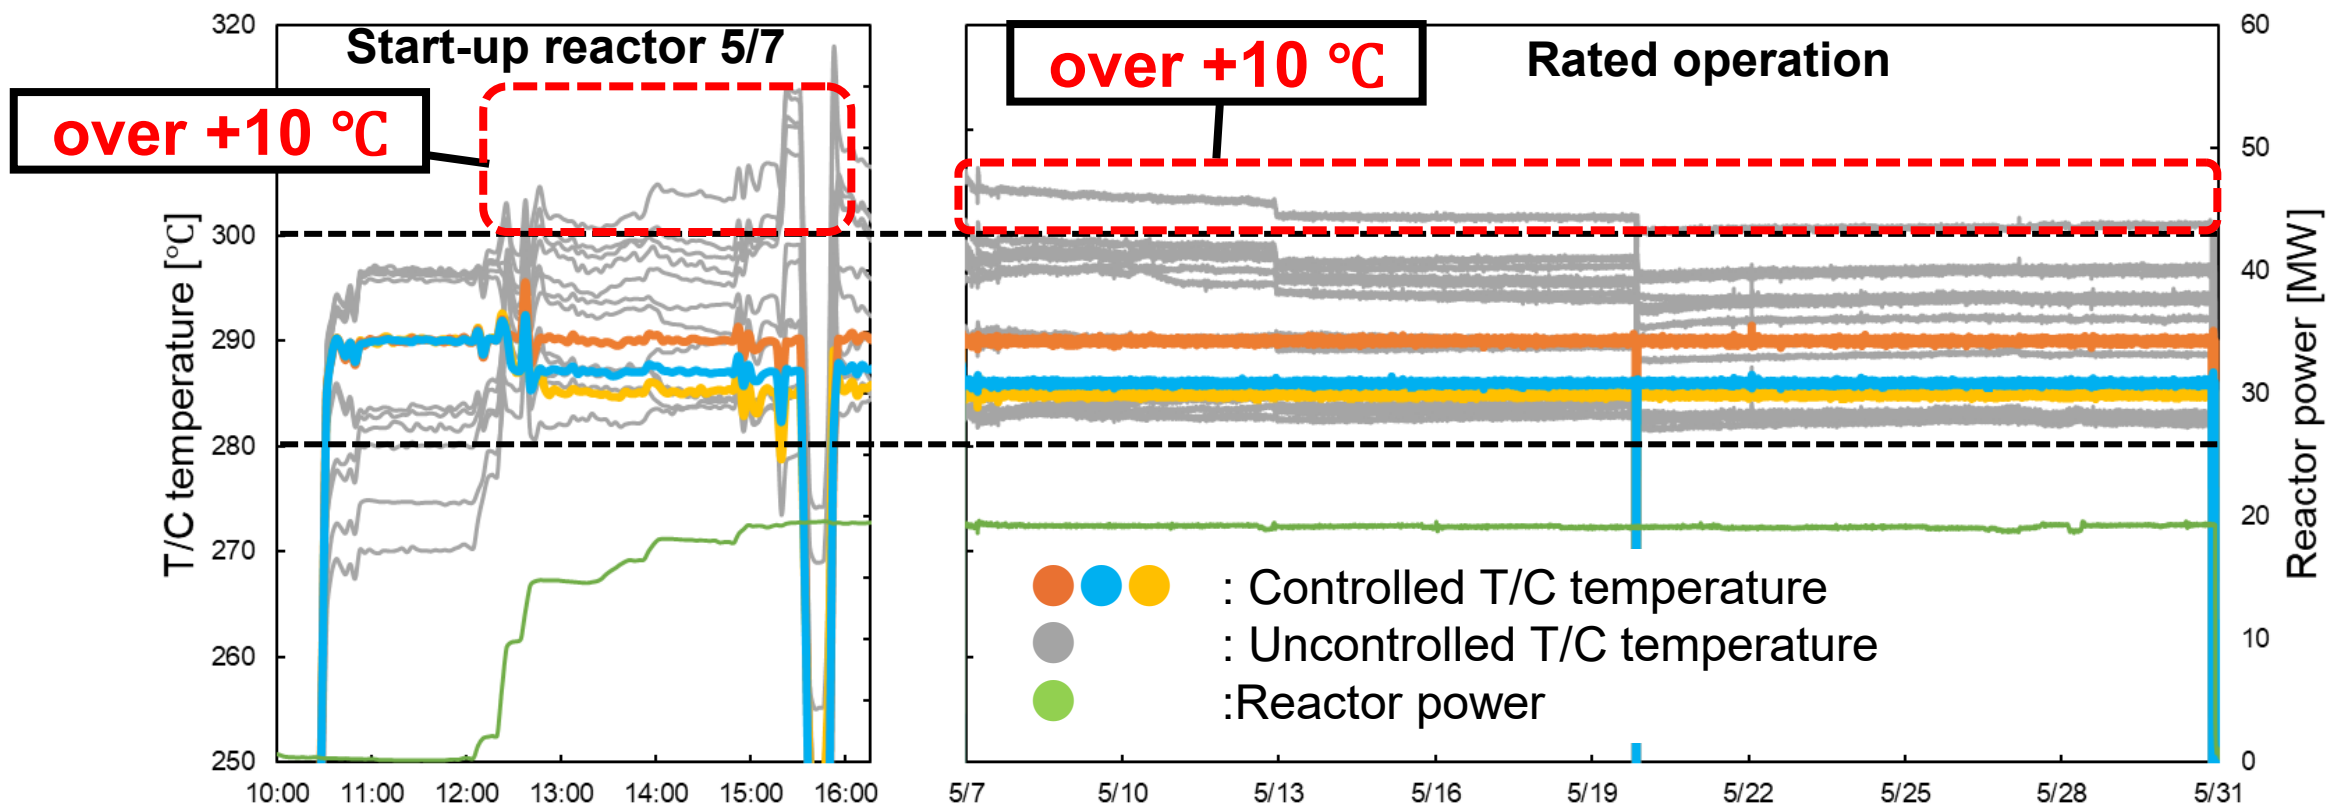 Start-up reactor 5/7
Rated operation
over +10 ℃
over +10 ℃
T/C temperature [°C]
320
300
290
280
270
260
250
10:00 11:00 12:00 13:00 14:00 15:00 16:00
5/7 5/10 5/13 5/16 5/19 5/22 5/25 5/28 5/31
60
50
40
30
20
10
0
Reactor power [MW]
: Controlled T/C temperature
: Uncontrolled T/C temperature
:Reactor power